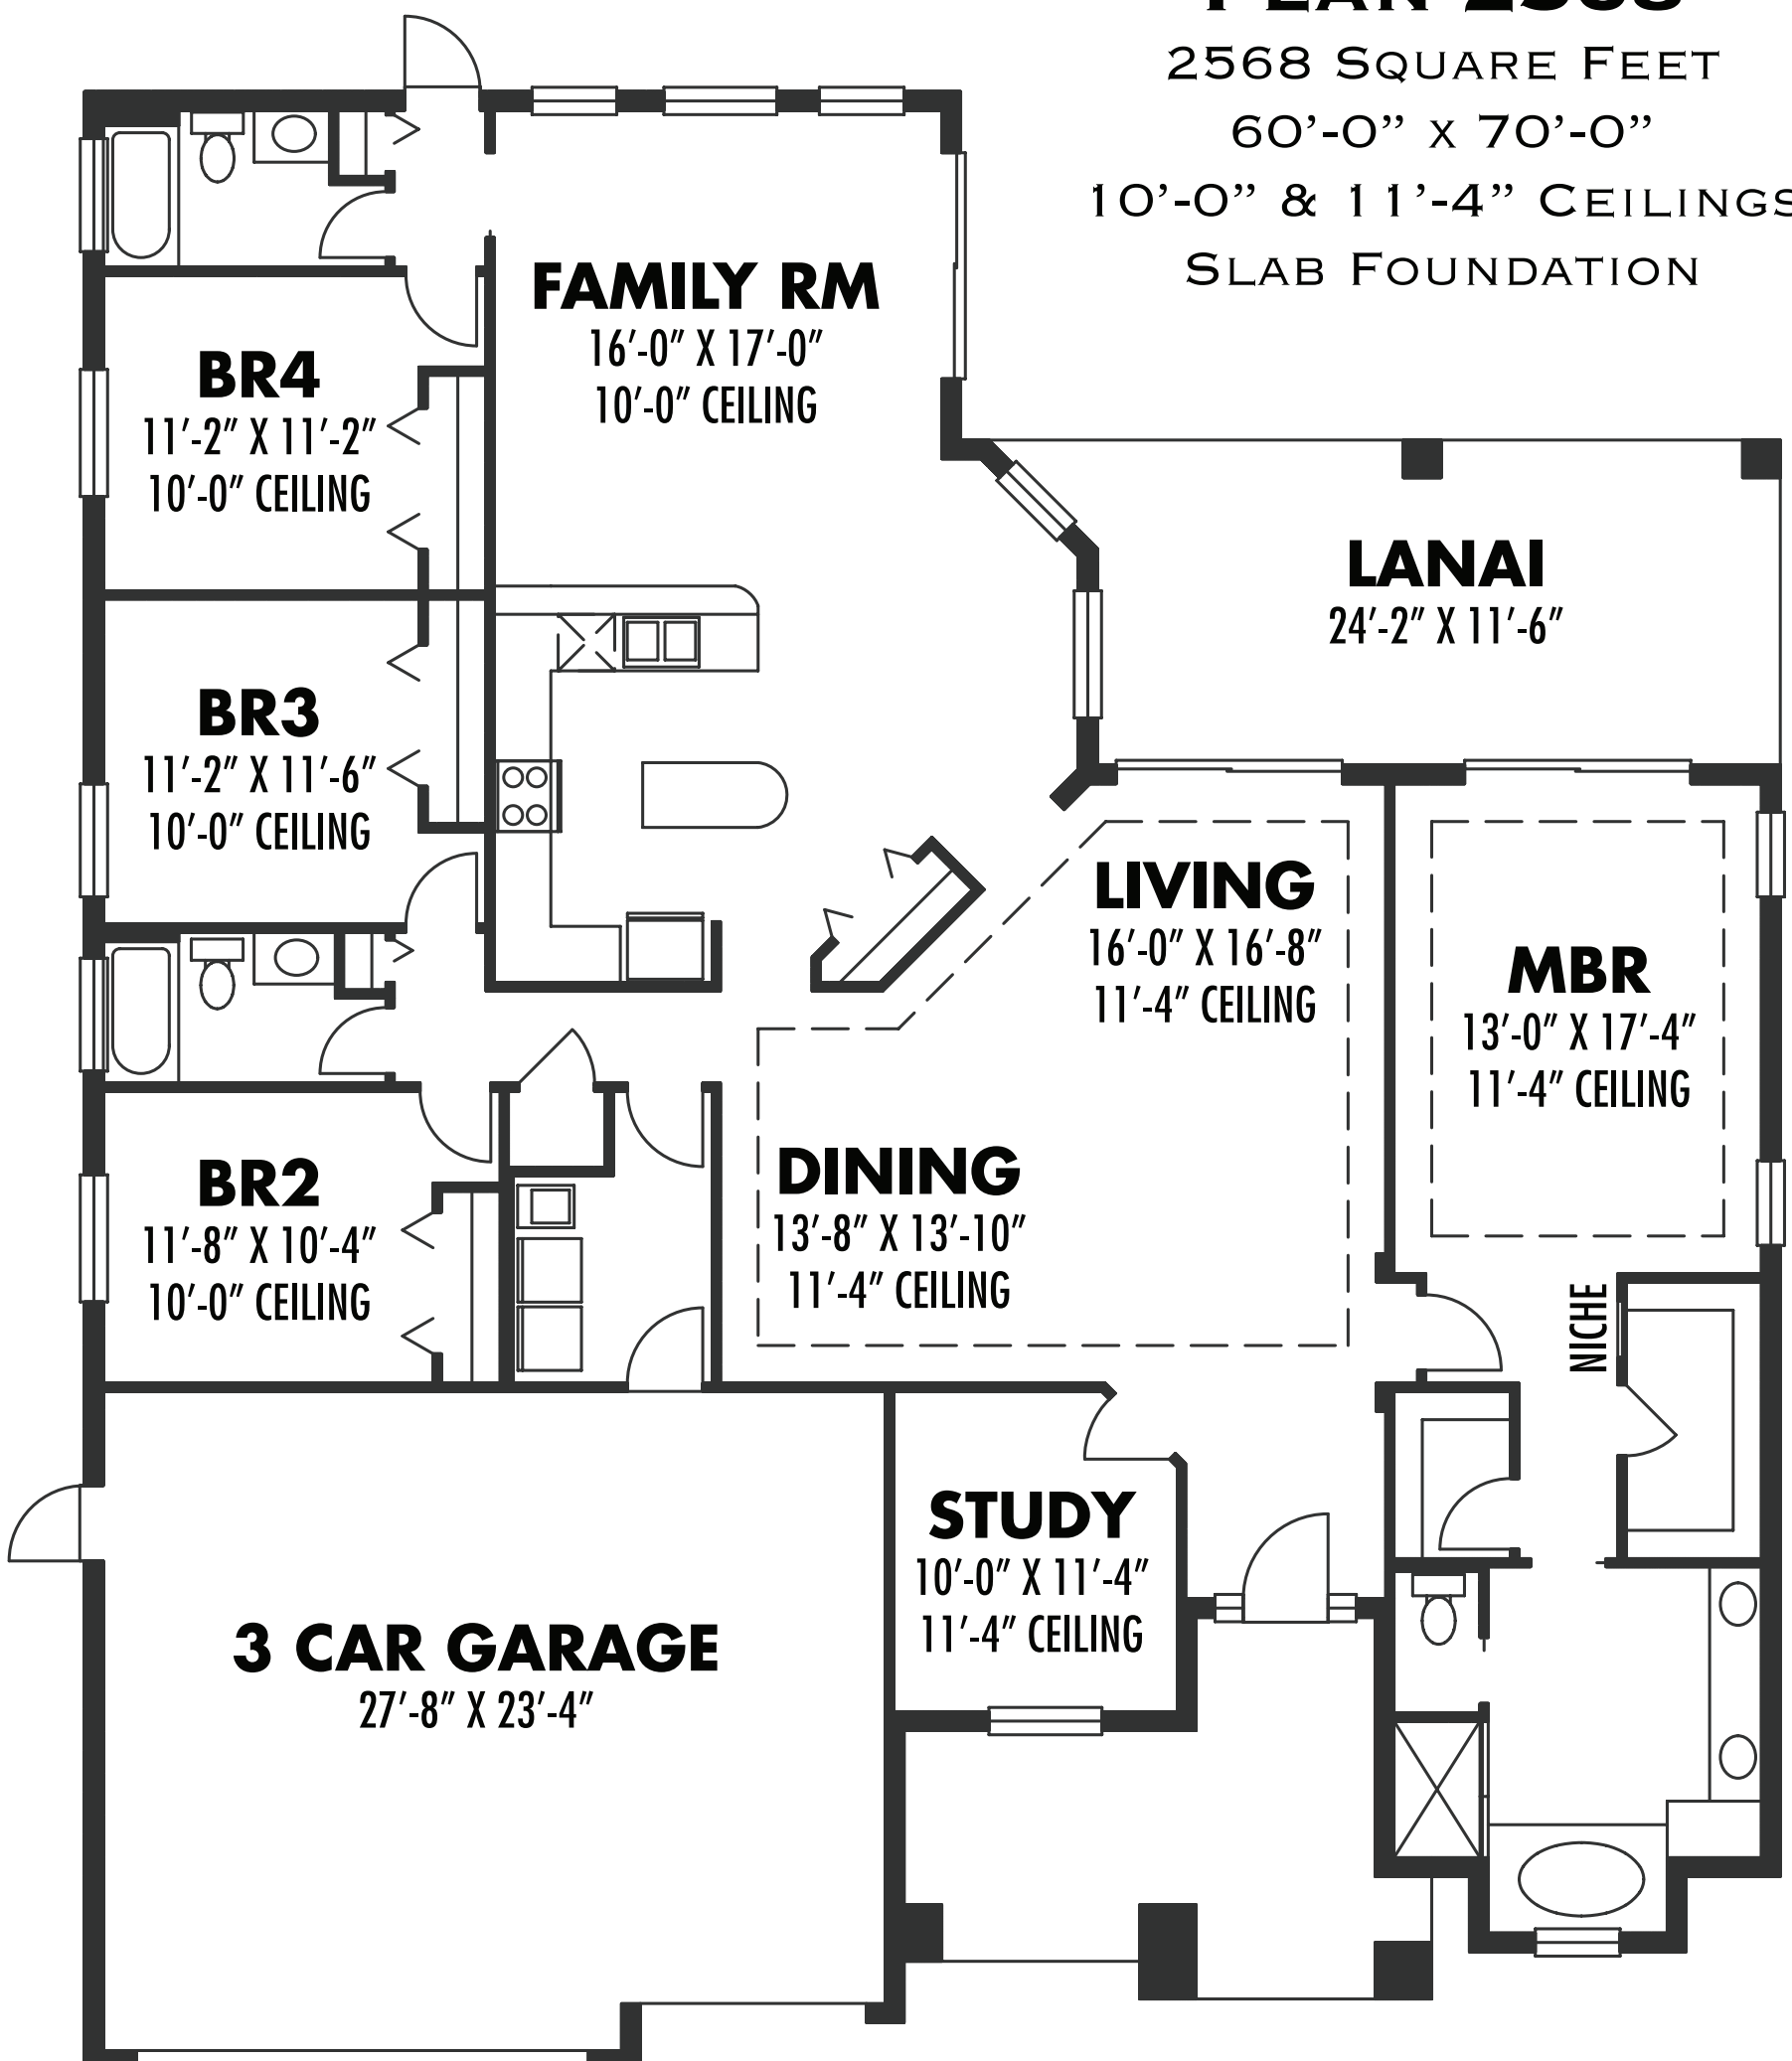 PLAN 2568
2568 SQUARE FEET
60'-0" X 70'-0"
10'-0" & 11'-4" CEILINGS
SLAB FOUNDATION
FAMILY RM
16'-0" X 17'-0"
10'-0" CEILING
BR4
11'-2" X 11'-2"
10'-0" CEILING
LANAI
24'-2" X 11'-6"
BR3
11'-2" X 11'-6"
10'-0" CEILING
LIVING
16'-0" X 16'-8"
11'-4" CEILING
MBR
13'-0" X 17'-4"
11'-4" CEILING
BR2
11'-8" X 10'-4"
10'-0" CEILING
DINING
13'-8" X 13'-10"
11'-4" CEILING
NICHE
STUDY
10'-0" X 11'-4"
11'-4" CEILING
3 CAR GARAGE
27'-8" X 23'-4"